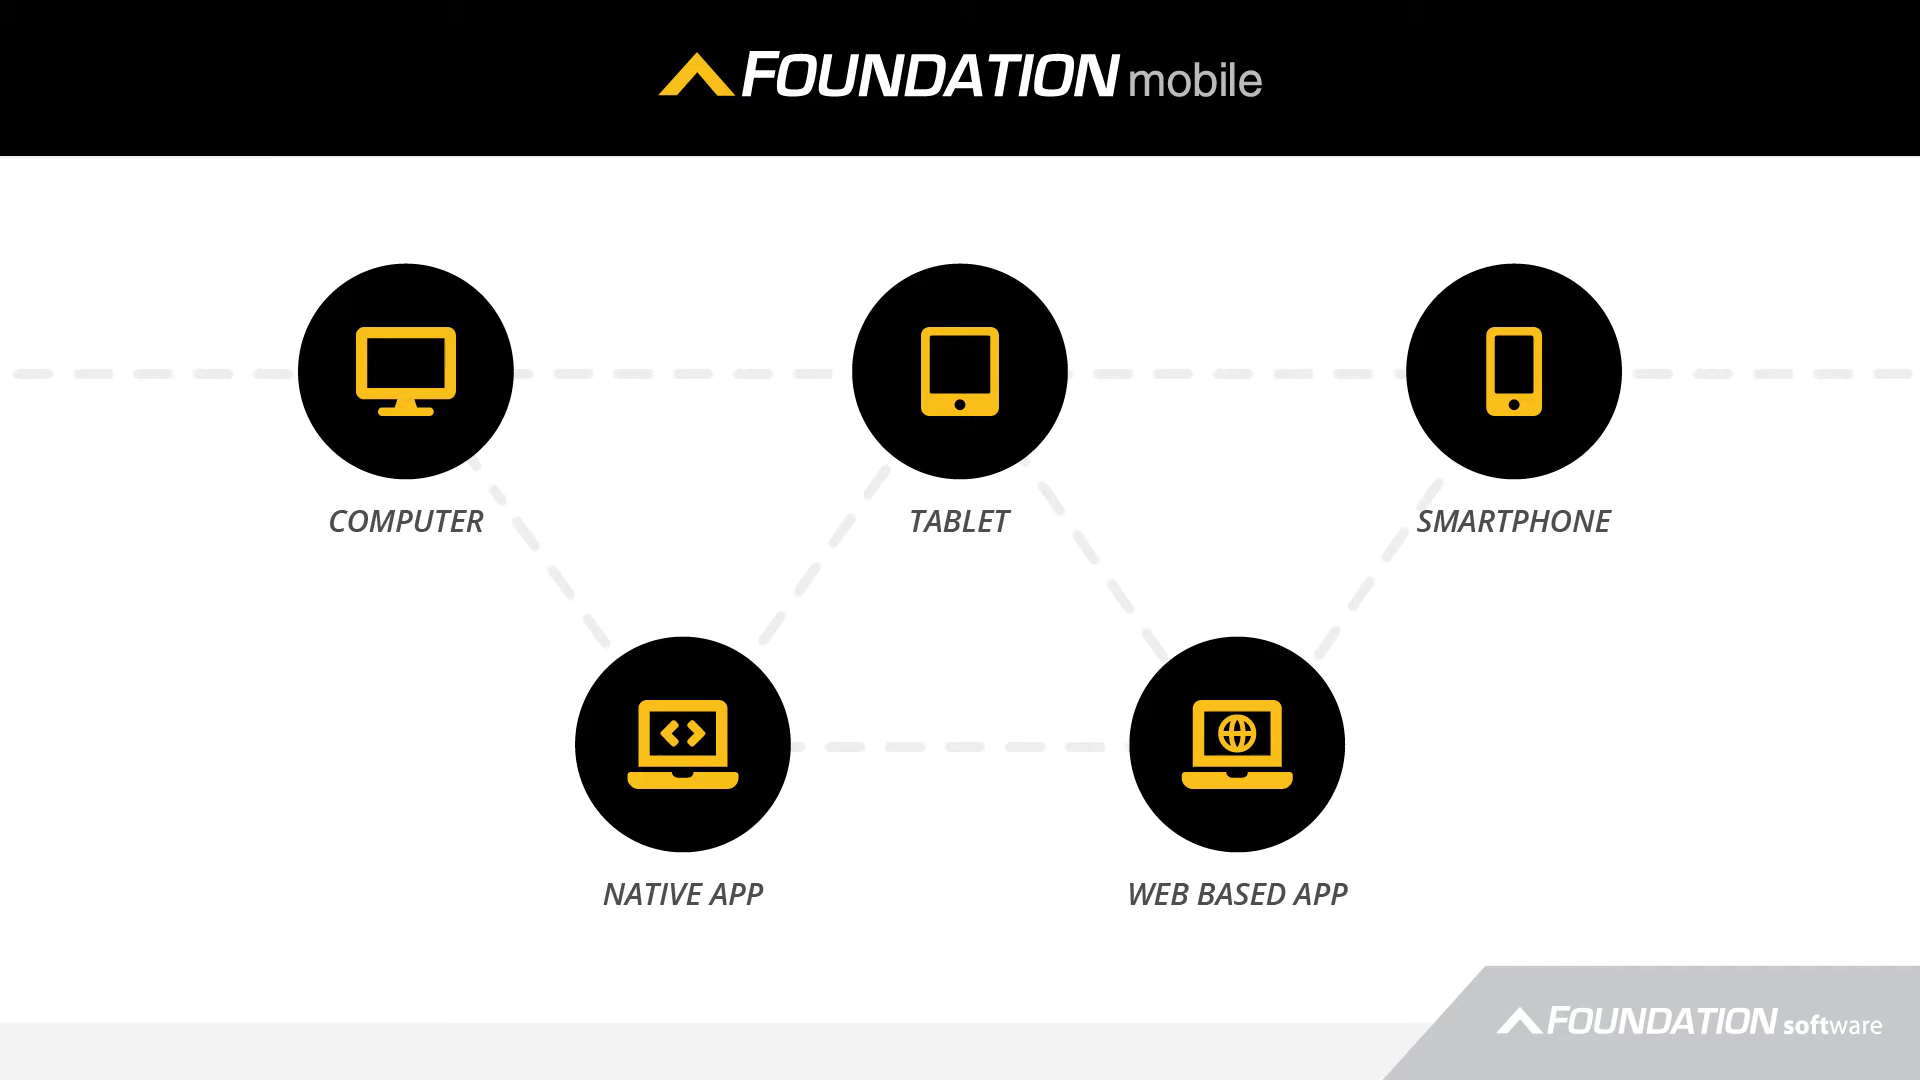 FOUNDATION mobile
COMPUTER
TABLET
SMARTPHONE
NATIVE APP
WEB BASED APP
FOUNDATION software